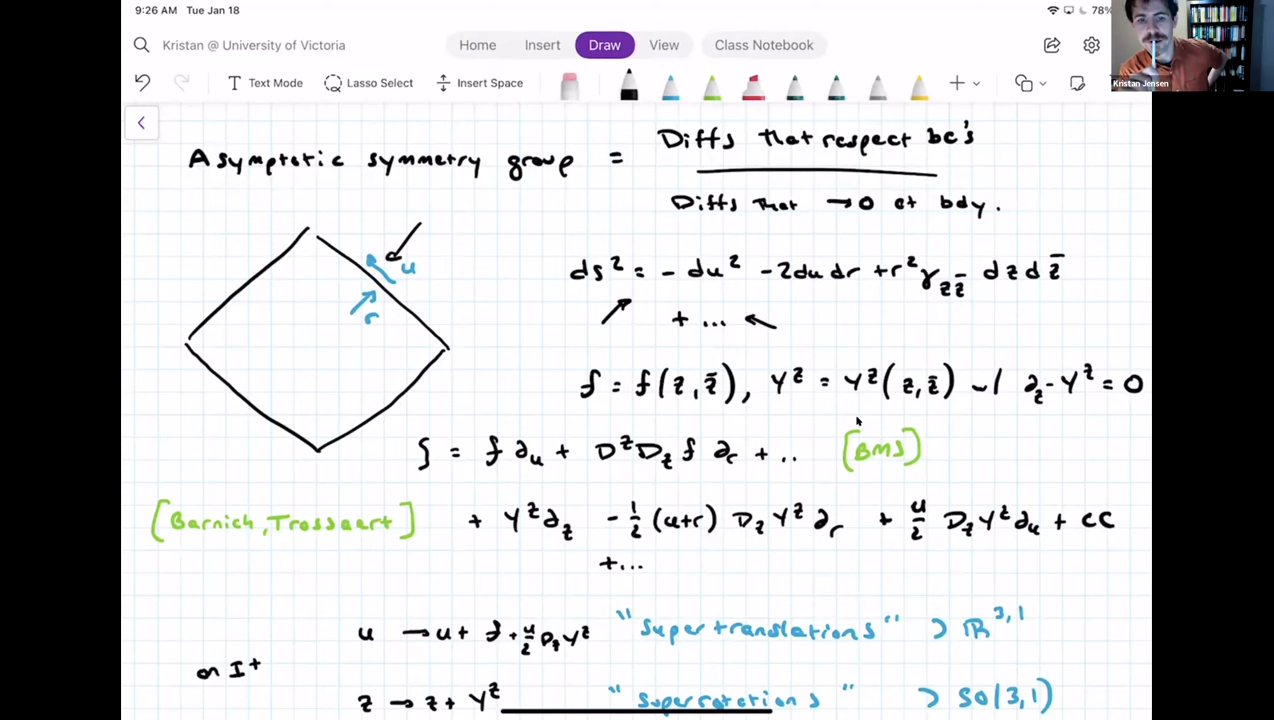 9:26 AM Tue Jan 18
78%
Kristan @ University of Victoria
Home Insert Draw View Class Notebook
Text Mode Lasso Select Insert Space
Kristan Jensen
Asymptotic symmetry group = Diffs that respect bc's
Diffs that → 0 at bdy.
u
r
ds² = - du² - 2du dr + r² γ_{z z̄} dz dz̄
+ ...
f = f(z, z̄), Y^z = Y^z(z, z̄) w/ ∂_z̄ Y^z = 0
ξ = f ∂_u + D^z D_z f ∂_r + .. [BMS]
[Barnich, Trossaert] + Y^z ∂_z - 1/2 (u+r) D_z Y^z ∂_r + u/2 D_z Y^z ∂_u + cc
+...
u → u + f + u/2 D_z Y^z "supertranslations" ⊃ ℝ^{3,1}
on I⁺
z → z + Y^z "superrotations" ⊃ SO(3,1)